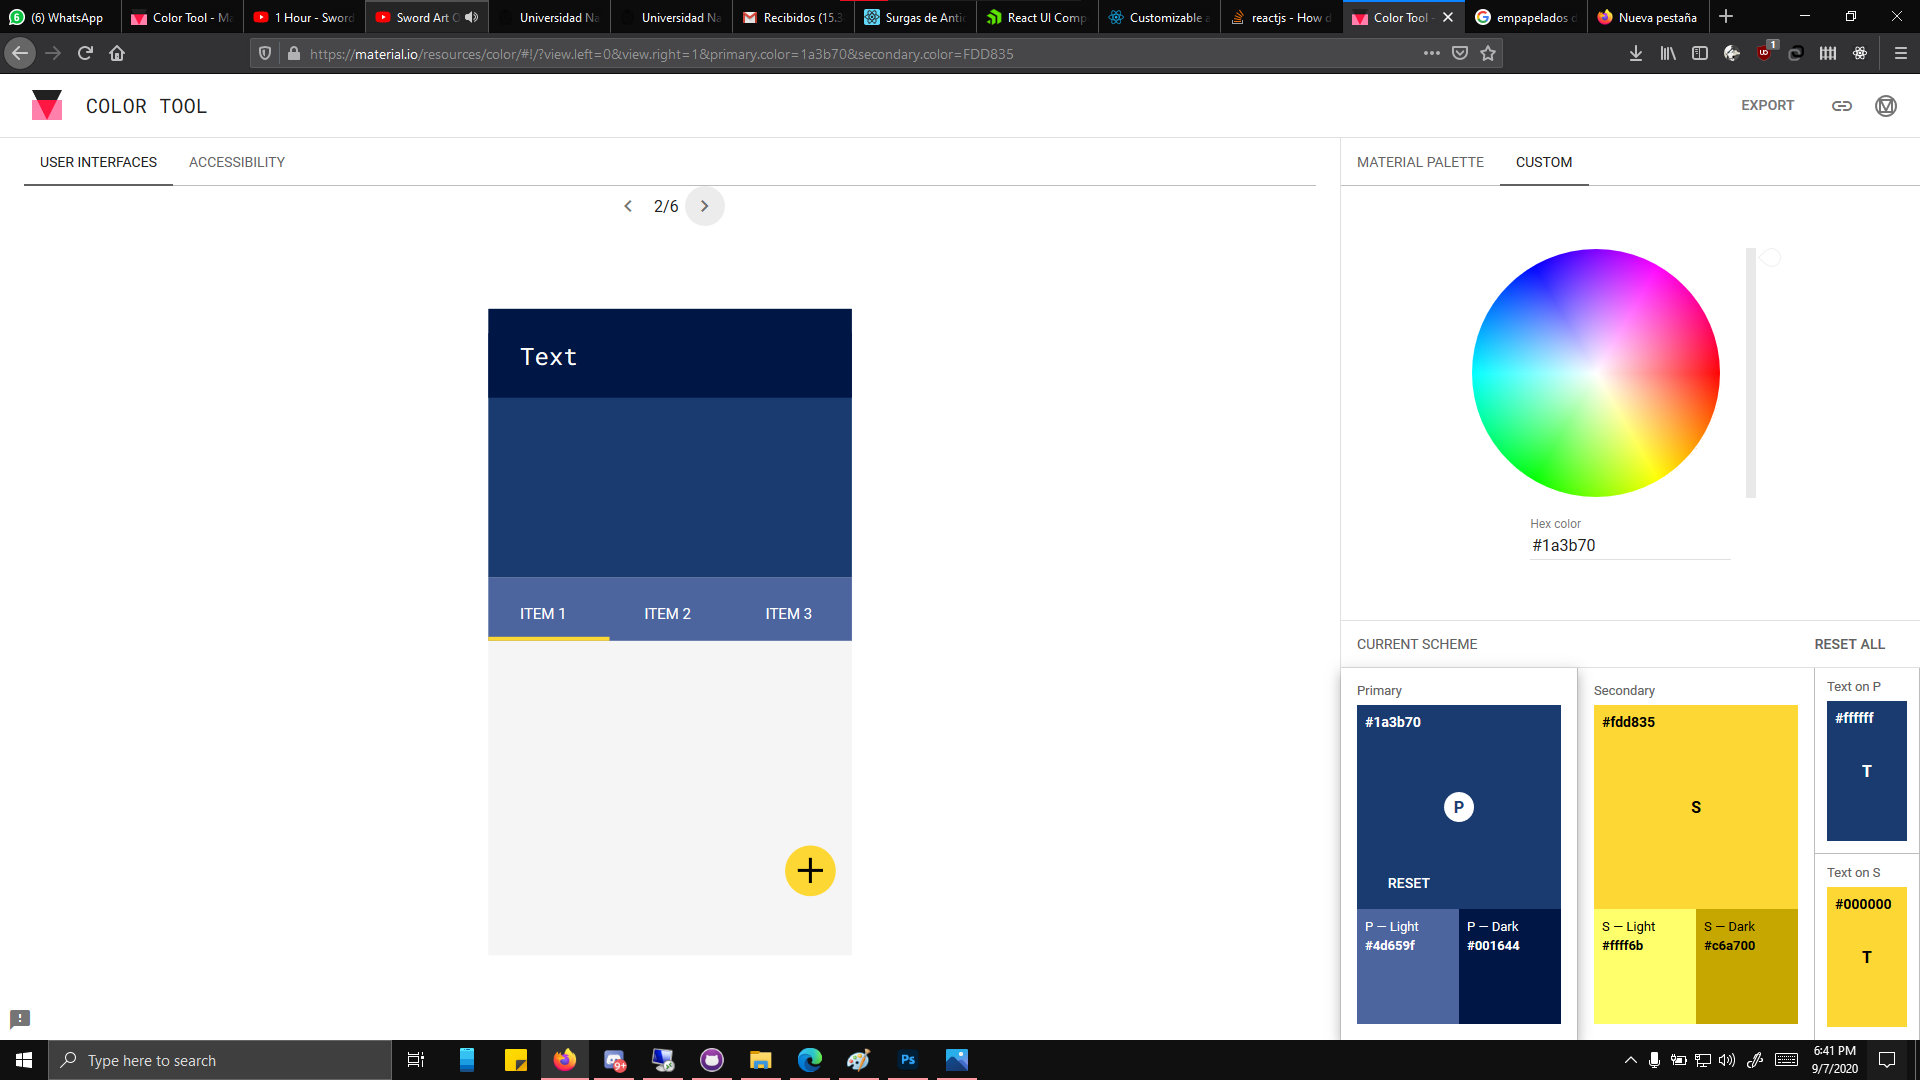 (6) WhatsApp
Color Tool - Ma
1 Hour - Sword
Sword Art O
Universidad Na
Universidad Na
Recibidos (15.3
Surgas de Antio
React UI Comp
Customizable a
reactjs - How d
Color Tool -
empapelados d
Nueva pestaña
https://material.io/resources/color/#!/?view.left=0&view.right=1&primary.color=1a3b70&secondary.color=FDD835
1
COLOR TOOL
EXPORT
USER INTERFACES
ACCESSIBILITY
MATERIAL PALETTE
CUSTOM
2/6
Text
ITEM 1
ITEM 2
ITEM 3
Hex color
#1a3b70
CURRENT SCHEME
RESET ALL
Primary
#1a3b70
P
RESET
P — Light
#4d659f
P — Dark
#001644
Secondary
#fdd835
S
S — Light
#ffff6b
S — Dark
#c6a700
Text on P
#ffffff
T
Text on S
#000000
T
Type here to search
9+
Ps
6:41 PM
9/7/2020